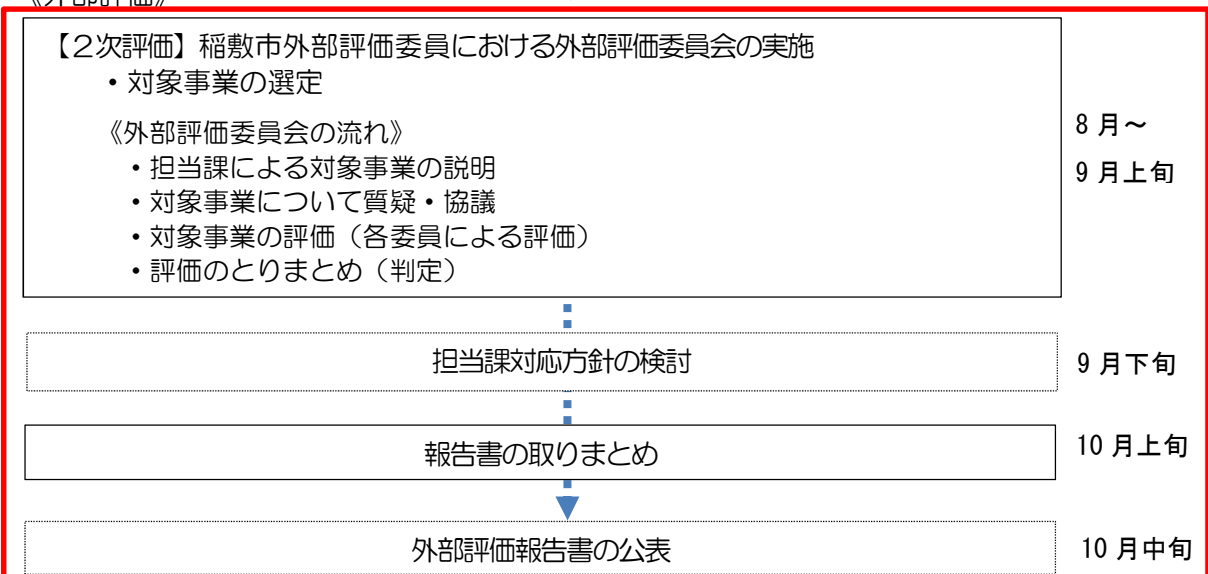 《外部評価》
【2次評価】稲敷市外部評価委員における外部評価委員会の実施
・対象事業の選定
《外部評価委員会の流れ》
・担当課による対象事業の説明
・対象事業について質疑・協議
・対象事業の評価（各委員による評価）
・評価のとりまとめ（判定）
8月～
9月上旬
担当課対応方針の検討
9月下旬
報告書の取りまとめ
10月上旬
外部評価報告書の公表
10月中旬